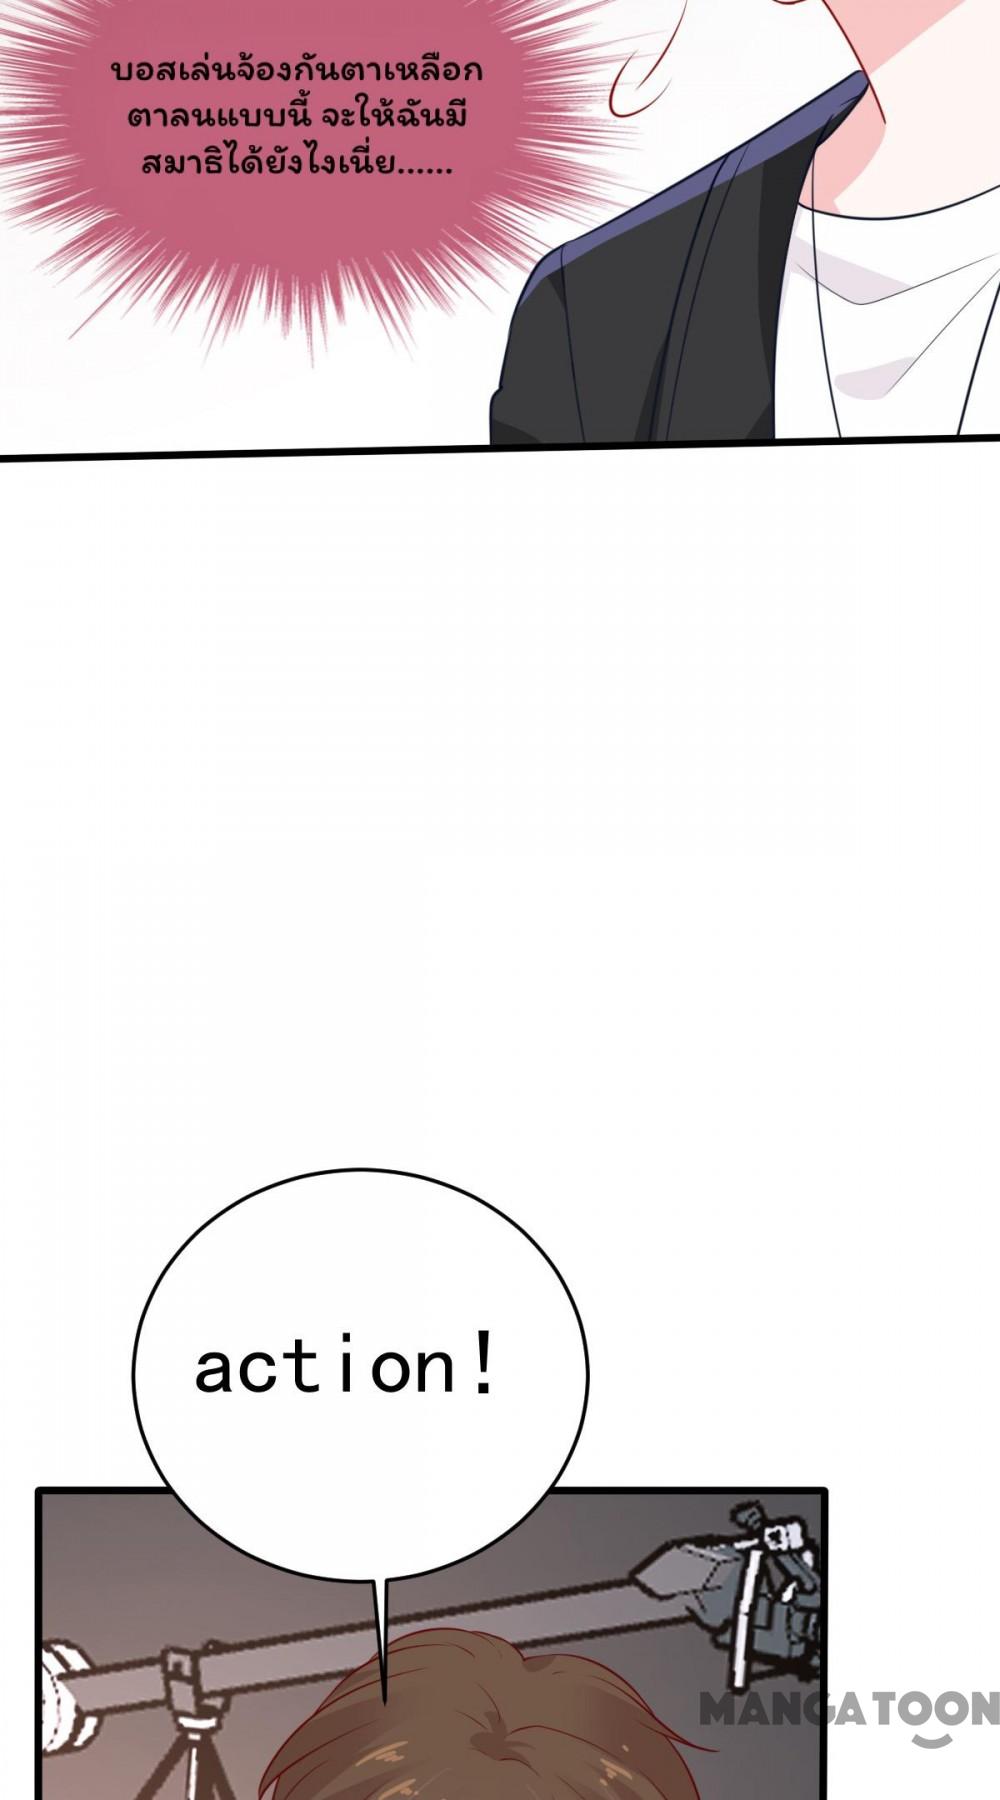 บอสเล่นจ้องกันตาเหลือก
ตาลนแบบนี้ จะให้ฉันมี
สมาธิได้ยังไงเนี่ย......
action!
MANGATOON